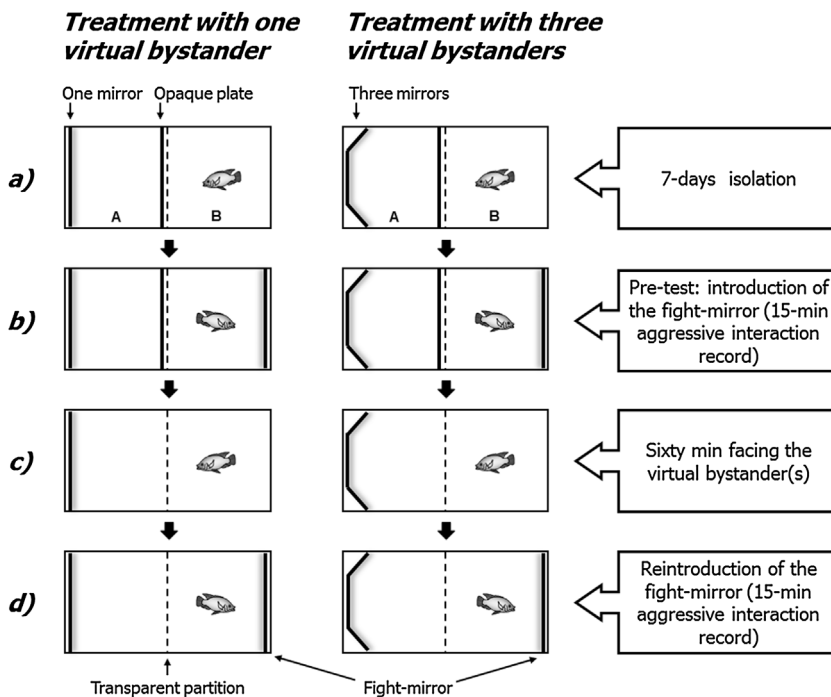 Treatment with one
virtual bystander
Treatment with three
virtual bystanders
One mirror
Opaque plate
Three mirrors
a)
A
B
A
B
7-days isolation
b)
Pre-test: introduction of
the fight-mirror (15-min
aggressive interaction
record)
c)
Sixty min facing the
virtual bystander(s)
d)
Reintroduction of the
fight-mirror (15-min
aggressive interaction
record)
Transparent partition
Fight-mirror